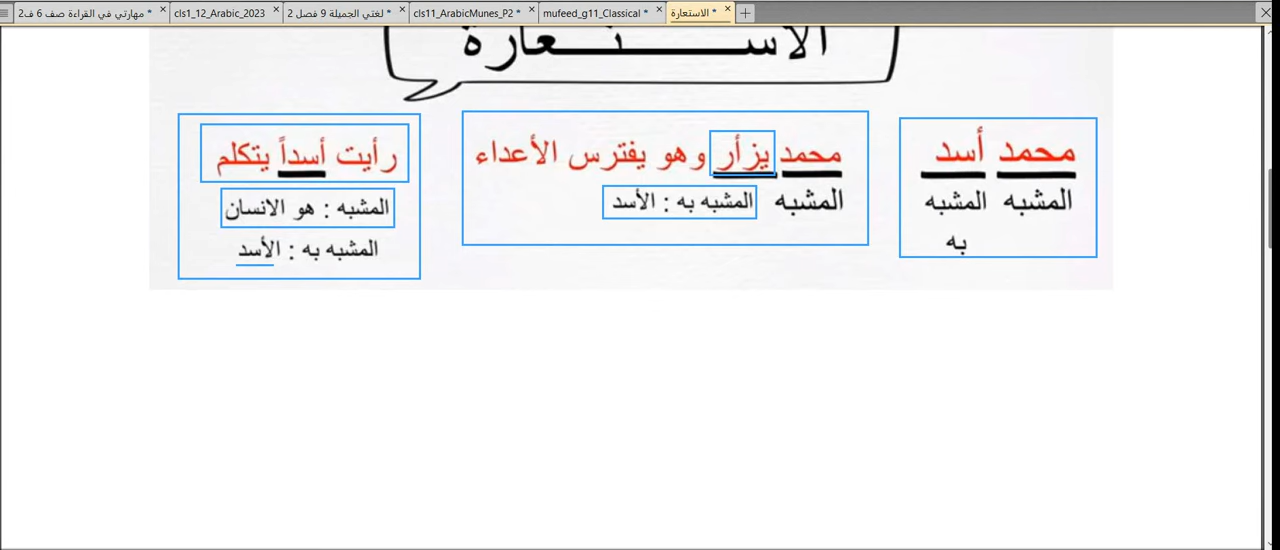 مهارتي في القراءة صف 6 ف2 *
cls1_12_Arabic_2023
لغتي الجميلة 9 فصل 2 *
cls11_ArabicMunes_P2 *
mufeed_g11_Classical *
الاستعارة *
الاستعارة
محمد أسد
المشبه المشبه
به
محمد يزأر وهو يفترس الأعداء
المشبه المشبه به : الأسد
رأيت أسداً يتكلم
المشبه : هو الانسان
المشبه به : الأسد